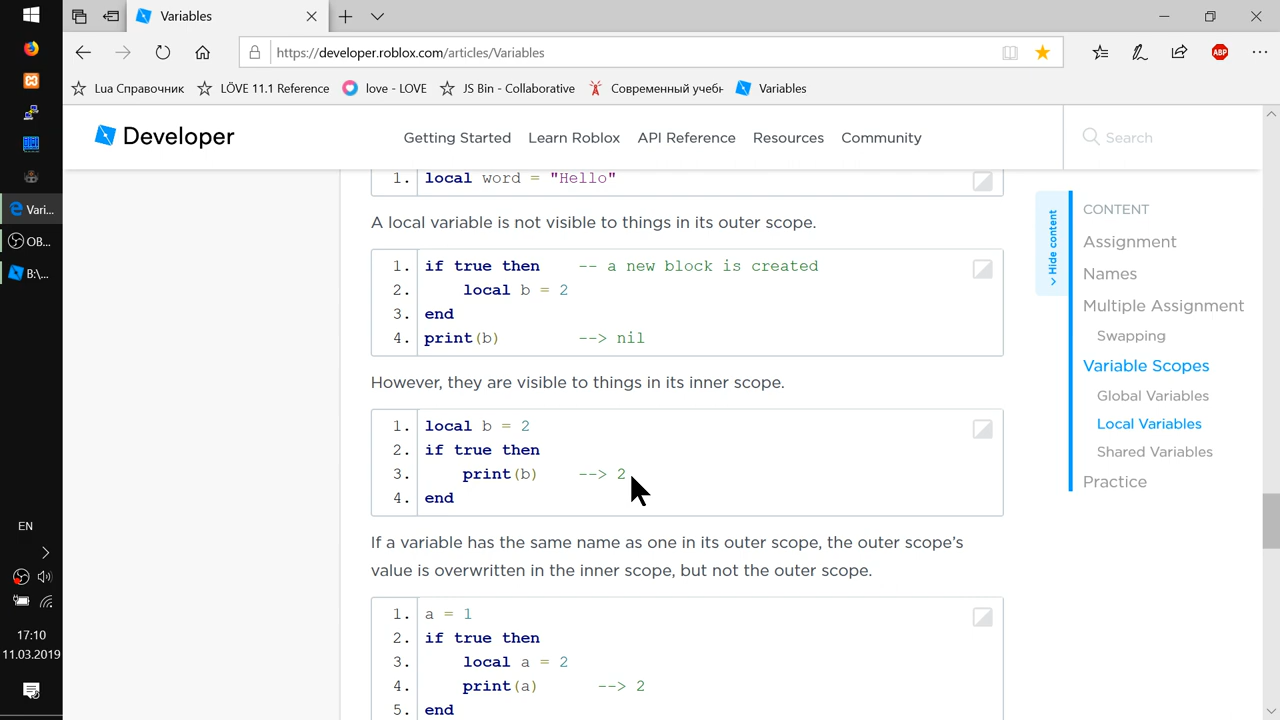 Variables
https://developer.roblox.com/articles/Variables
Lua Справочник
LÖVE 11.1 Reference
love - LOVE
JS Bin - Collaborative
Современный учебн
Variables
ABP
Developer
Getting Started
Learn Roblox
API Reference
Resources
Community
Search
1. local word = "Hello"
A local variable is not visible to things in its outer scope.
1. if true then -- a new block is created
2. local b = 2
3. end
4. print(b) --> nil
However, they are visible to things in its inner scope.
1. local b = 2
2. if true then
3. print(b) --> 2
4. end
If a variable has the same name as one in its outer scope, the outer scope's
value is overwritten in the inner scope, but not the outer scope.
1. a = 1
2. if true then
3. local a = 2
4. print(a) --> 2
5. end
Hide content
CONTENT
Assignment
Names
Multiple Assignment
Swapping
Variable Scopes
Global Variables
Local Variables
Shared Variables
Practice
Vari...
OB...
B:\...
EN
17:10
11.03.2019